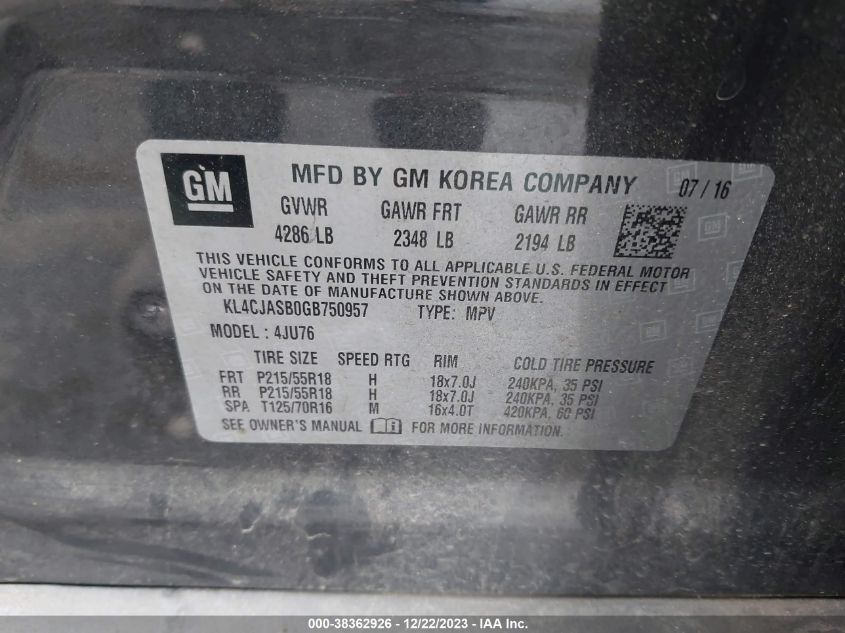 GM
MFD BY GM KOREA COMPANY 07/16
GVWR GAWR FRT GAWR RR
4286 LB 2348 LB 2194 LB
THIS VEHICLE CONFORMS TO ALL APPLICABLE U.S. FEDERAL MOTOR
VEHICLE SAFETY AND THEFT PREVENTION STANDARDS IN EFFECT
ON THE DATE OF MANUFACTURE SHOWN ABOVE.
KL4CJASB0GB750957 TYPE: MPV
MODEL: 4JU76
TIRE SIZE SPEED RTG RIM COLD TIRE PRESSURE
FRT P215/55R18 H 18x7.0J 240KPA, 35 PSI
RR P215/55R18 H 18x7.0J 240KPA, 35 PSI
SPA T125/70R16 M 16x4.0T 420KPA, 60 PSI
SEE OWNER'S MANUAL FOR MORE INFORMATION.
000-38362926 - 12/22/2023 - IAA Inc.